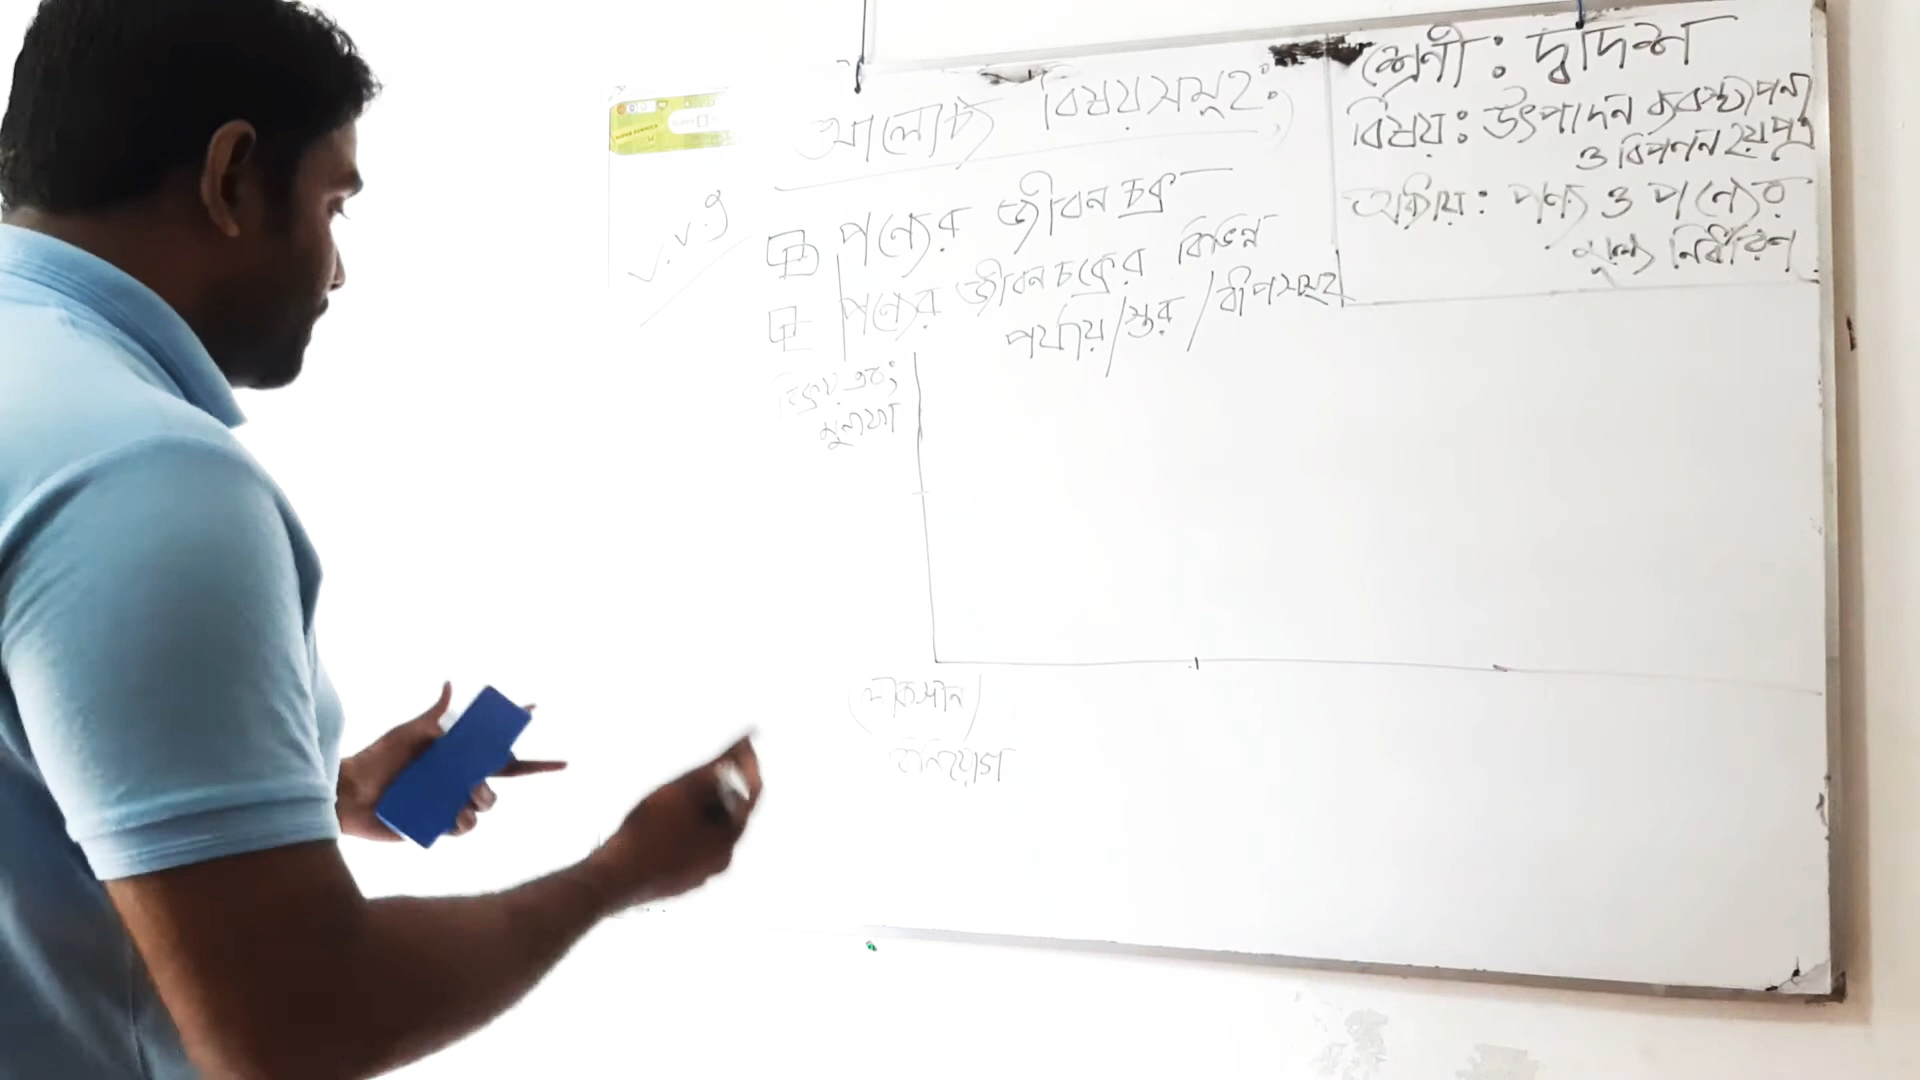 আলোচ্য বিষয়সমূহ:
v.v.g
পণ্যের জীবন চক্র
পণ্যের জীবন চক্রের বিভিন্ন
পর্যায়/স্তর/ধাপসমূহ
বিক্রয় এবং
মুনাফা
(লোকসান)
বিনিয়োগ
শ্রেণী: দ্বাদশ
বিষয়: উৎপাদন ব্যবস্থাপনা
ও বিপণন ২য় পত্র
অধ্যায়: পণ্য ও পণ্যের
মূল্য নির্ধারণ